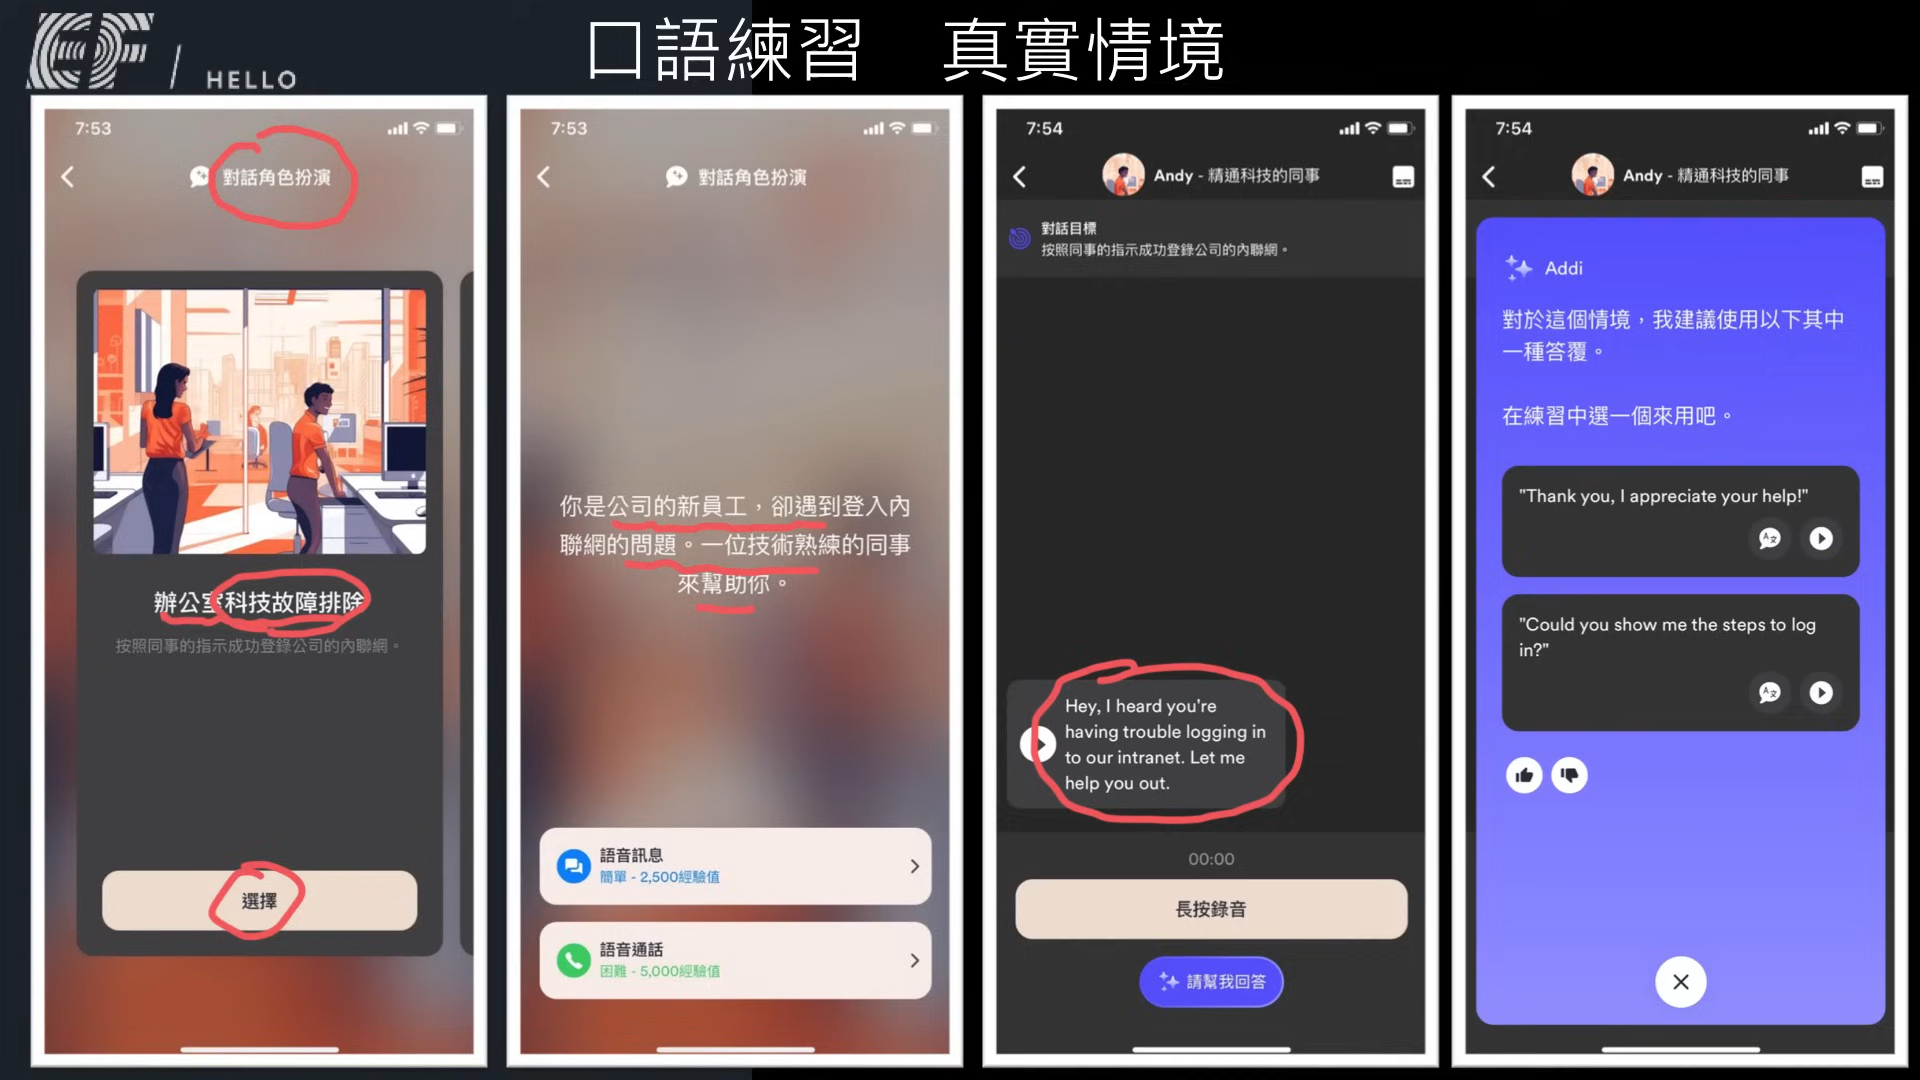 EF / HELLO
口語練習 真實情境
7:53
對話角色扮演
辦公室科技故障排除
按照同事的指示成功登錄公司的內聯網。
選擇
7:53
對話角色扮演
你是公司的新員工，卻遇到登入內
聯網的問題。一位技術熟練的同事
來幫助你。
語音訊息
簡單 - 2,500經驗值
語音通話
困難 - 5,000經驗值
7:54
Andy - 精通科技的同事
對話目標
按照同事的指示成功登錄公司的內聯網。
Hey, I heard you're
having trouble logging in
to our intranet. Let me
help you out.
00:00
長按錄音
請幫我回答
7:54
Andy - 精通科技的同事
Addi
對於這個情境，我建議使用以下其中
一種答覆。
在練習中選一個來用吧。
"Thank you, I appreciate your help!"
"Could you show me the steps to log
in?"